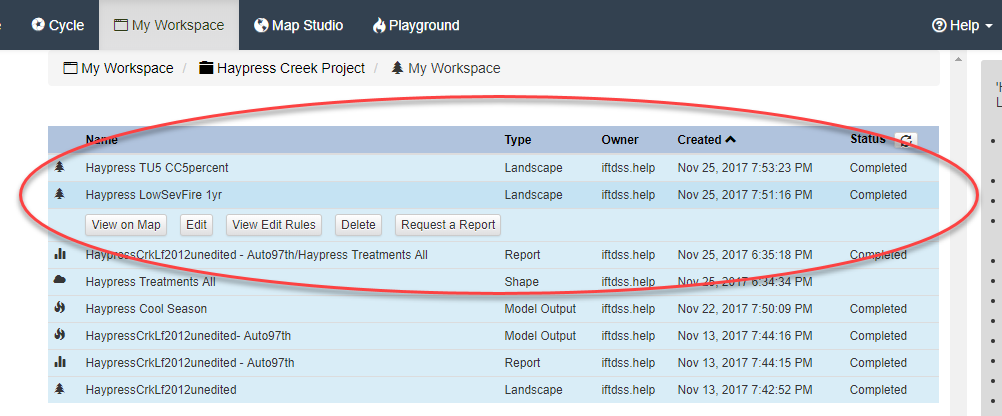 Cycle My Workspace Map Studio Playground Help
My Workspace / Haypress Creek Project / My Workspace
Name Type Owner Created Status
Haypress TU5 CC5percent Landscape iftdss.help Nov 25, 2017 7:53:23 PM Completed
Haypress LowSevFire 1yr Landscape iftdss.help Nov 25, 2017 7:51:16 PM Completed
View on Map Edit View Edit Rules Delete Request a Report
HaypressCrkLf2012unedited - Auto97th/Haypress Treatments All Report iftdss.help Nov 25, 2017 6:35:18 PM Completed
Haypress Treatments All Shape iftdss.help Nov 25, 2017 6:34:34 PM
Haypress Cool Season Model Output iftdss.help Nov 22, 2017 7:50:09 PM Completed
HaypressCrkLf2012unedited- Auto97th Model Output iftdss.help Nov 13, 2017 7:44:16 PM Completed
HaypressCrkLf2012unedited - Auto97th Report iftdss.help Nov 13, 2017 7:44:15 PM Completed
HaypressCrkLf2012unedited Landscape iftdss.help Nov 13, 2017 7:42:52 PM Completed